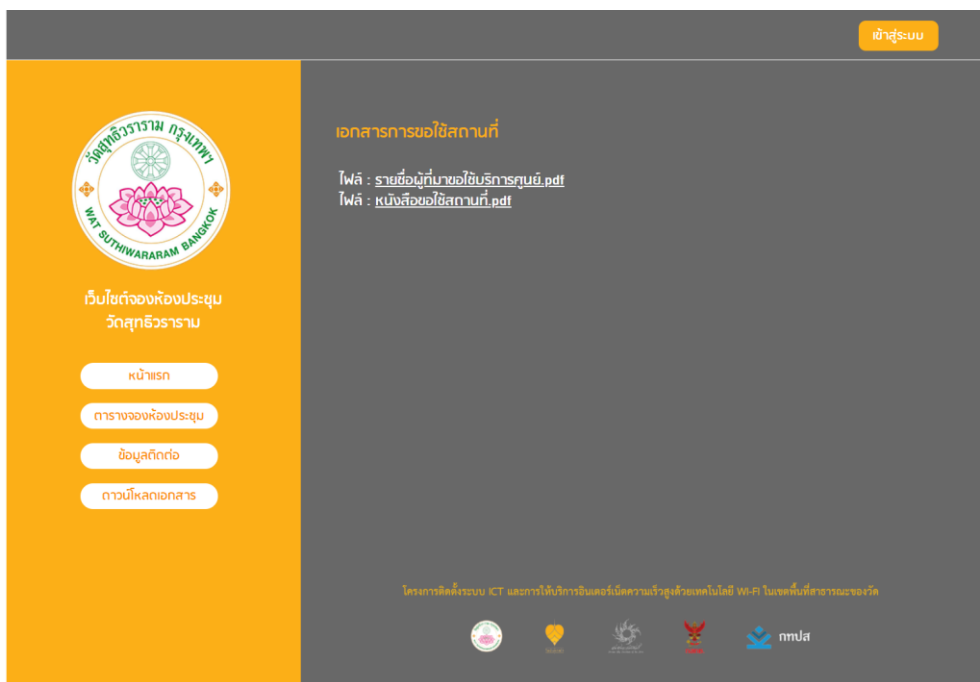 เข้าสู่ระบบ
วัดสุทธิวราราม กรุงเทพฯ
WAT SUTHIWARARAM BANGKOK
เว็บไซต์จองห้องประชุม
วัดสุทธิวราราม
หน้าแรก
ตารางจองห้องประชุม
ข้อมูลติดต่อ
ดาวน์โหลดเอกสาร
เอกสารการขอใช้สถานที่
ไฟล์ : รายชื่อผู้ที่มาขอใช้บริการศูนย์.pdf
ไฟล์ : หนังสือขอใช้สถานที่.pdf
โครงการติดตั้งระบบ ICT และการให้บริการอินเตอร์เน็ตความเร็วสูงด้วยเทคโนโลยี WI-FI ในเขตพื้นที่สาธารณะของวัด
กทปส